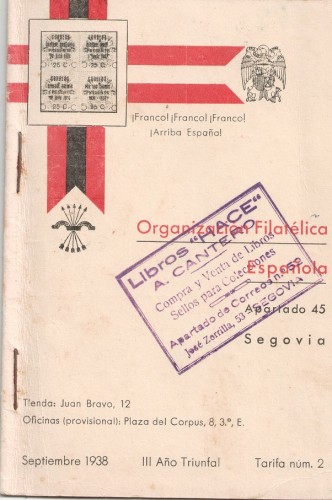 ¡Franco! ¡Franco! ¡Franco!
¡Arriba España!
Organización Filatélica
Española
Apartado 45
Segovia
Libros "PLACE"
A. CANTERO
Compra y Venta de Libros
Sellos para Colecciones
Apartado de Correos n.º
José Zorrilla, 53 - SEGOVIA
Tienda: Juan Bravo, 12
Oficinas (provisional): Plaza del Corpus, 8, 3.º, E.
Septiembre 1938 III Año Triunfal Tarifa núm. 2